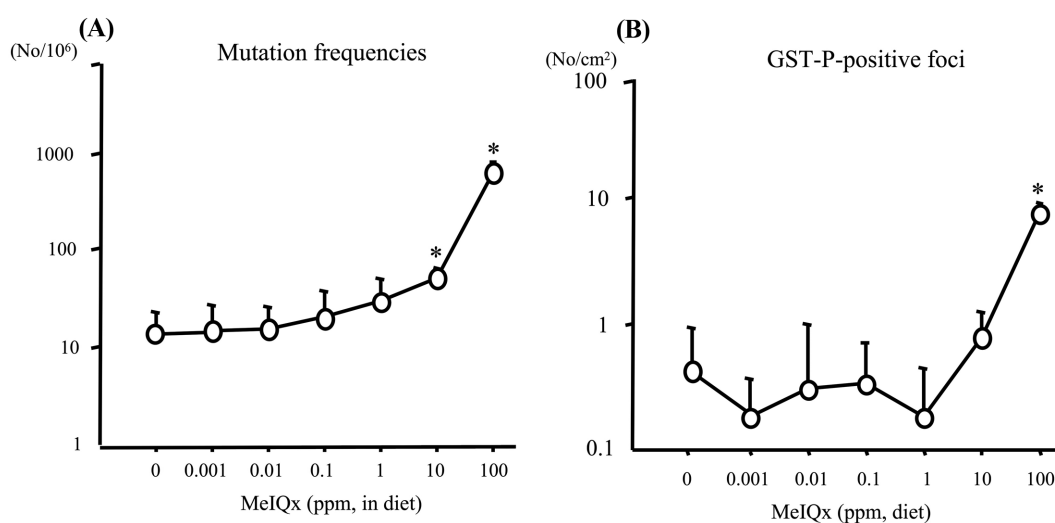 (A)
(No/10⁶)
Mutation frequencies
1000
100
10
1
*
*
0 0.001 0.01 0.1 1 10 100
MeIQx (ppm, in diet)
(B)
(No/cm²)
GST-P-positive foci
100
10
1
0.1
*
0 0.001 0.01 0.1 1 10 100
MeIQx (ppm, diet)